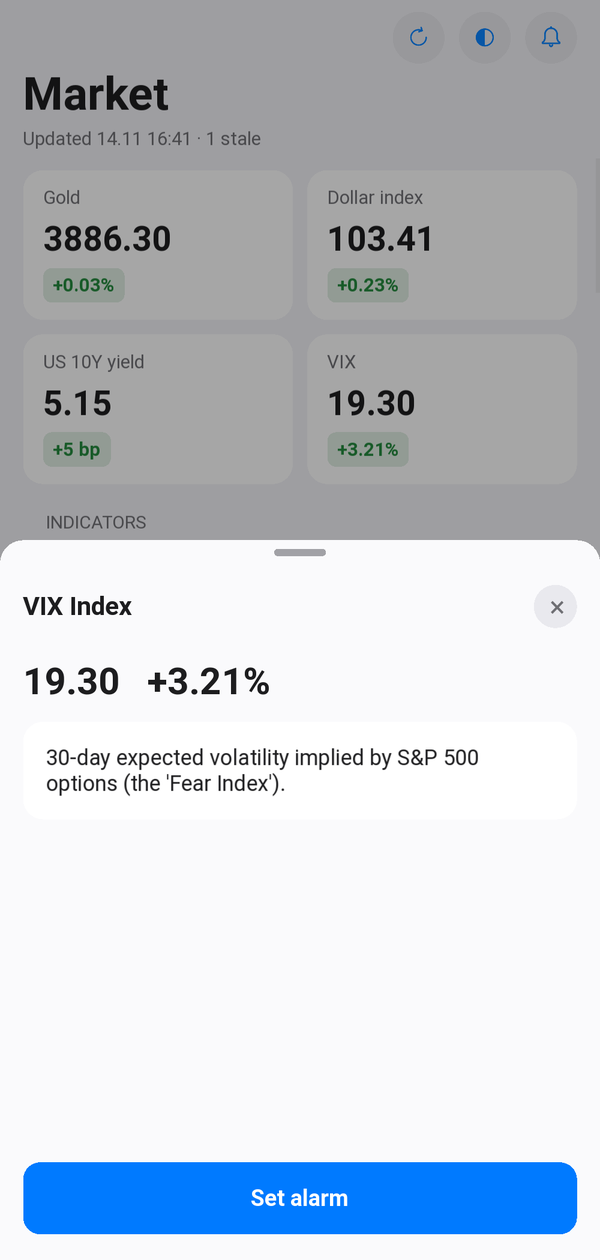 Market
Updated 14.11 16:41 · 1 stale
Gold
3886.30
+0.03%
Dollar index
103.41
+0.23%
US 10Y yield
5.15
+5 bp
VIX
19.30
+3.21%
INDICATORS
VIX Index
19.30 +3.21%
30-day expected volatility implied by S&P 500
options (the 'Fear Index').
Set alarm